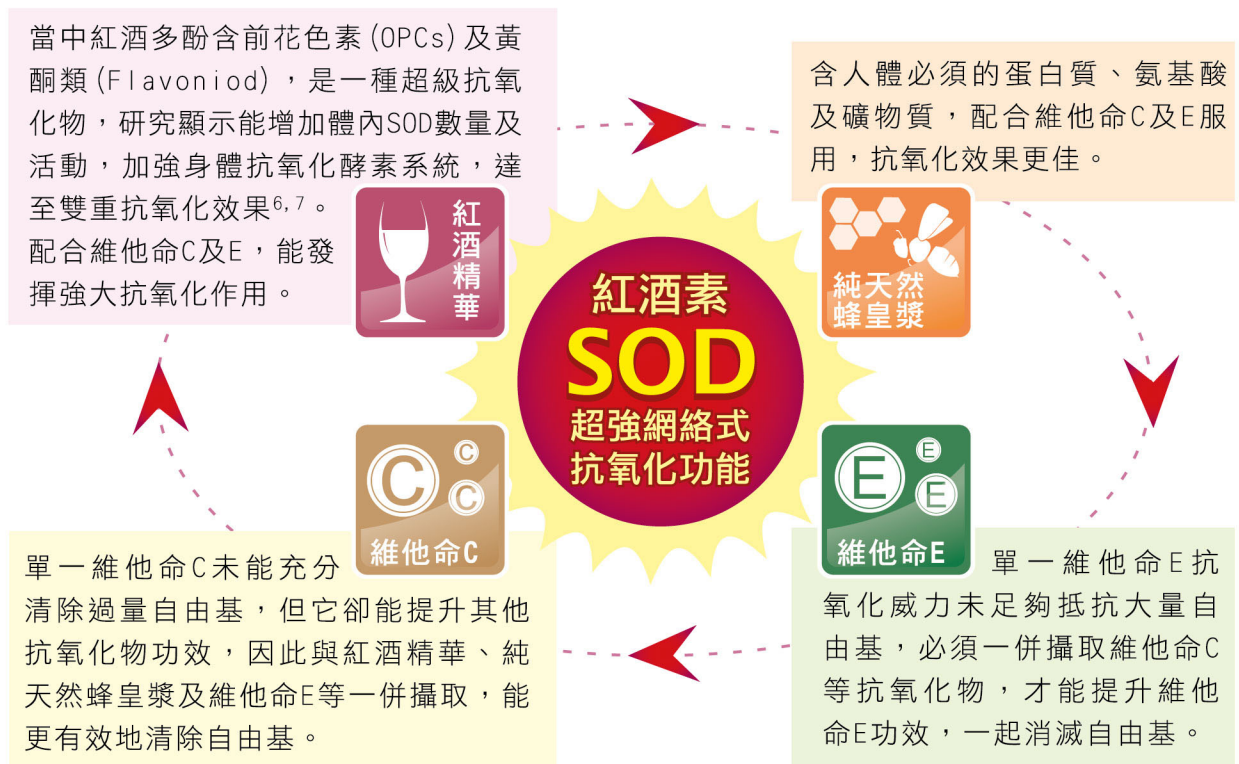 當中紅酒多酚含前花色素(OPCs)及黃
酮類(Flavoniod)，是一種超級抗氧
化物，研究顯示能增加體內SOD數量及
活動，加強身體抗氧化酵素系統，達
至雙重抗氧化效果6,7。
配合維他命C及E，能發
揮強大抗氧化作用。
紅酒精華
含人體必須的蛋白質、氨基酸
及礦物質，配合維他命C及E服
用，抗氧化效果更佳。
純天然
蜂皇漿
紅酒素
SOD
超強網絡式
抗氧化功能
C
C
C
維他命C
單一維他命C未能充分
清除過量自由基，但它卻能提升其他
抗氧化物功效，因此與紅酒精華、純
天然蜂皇漿及維他命E等一併攝取，能
更有效地清除自由基。
E
E
E
維他命E
單一維他命E抗
氧化威力未足夠抵抗大量自
由基，必須一併攝取維他命C
等抗氧化物，才能提升維他
命E功效，一起消滅自由基。